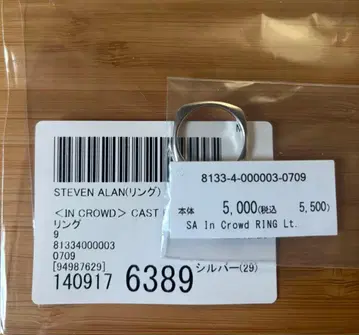 STEVEN ALAN(リング)
<IN CROWD> CAST
リング
9
81334000003
0709
[94987629]
140917 6389
シルバー(29)
8133-4-000003-0709
本体 5,000(税込 5,500)
SA In Crowd RING Lt.